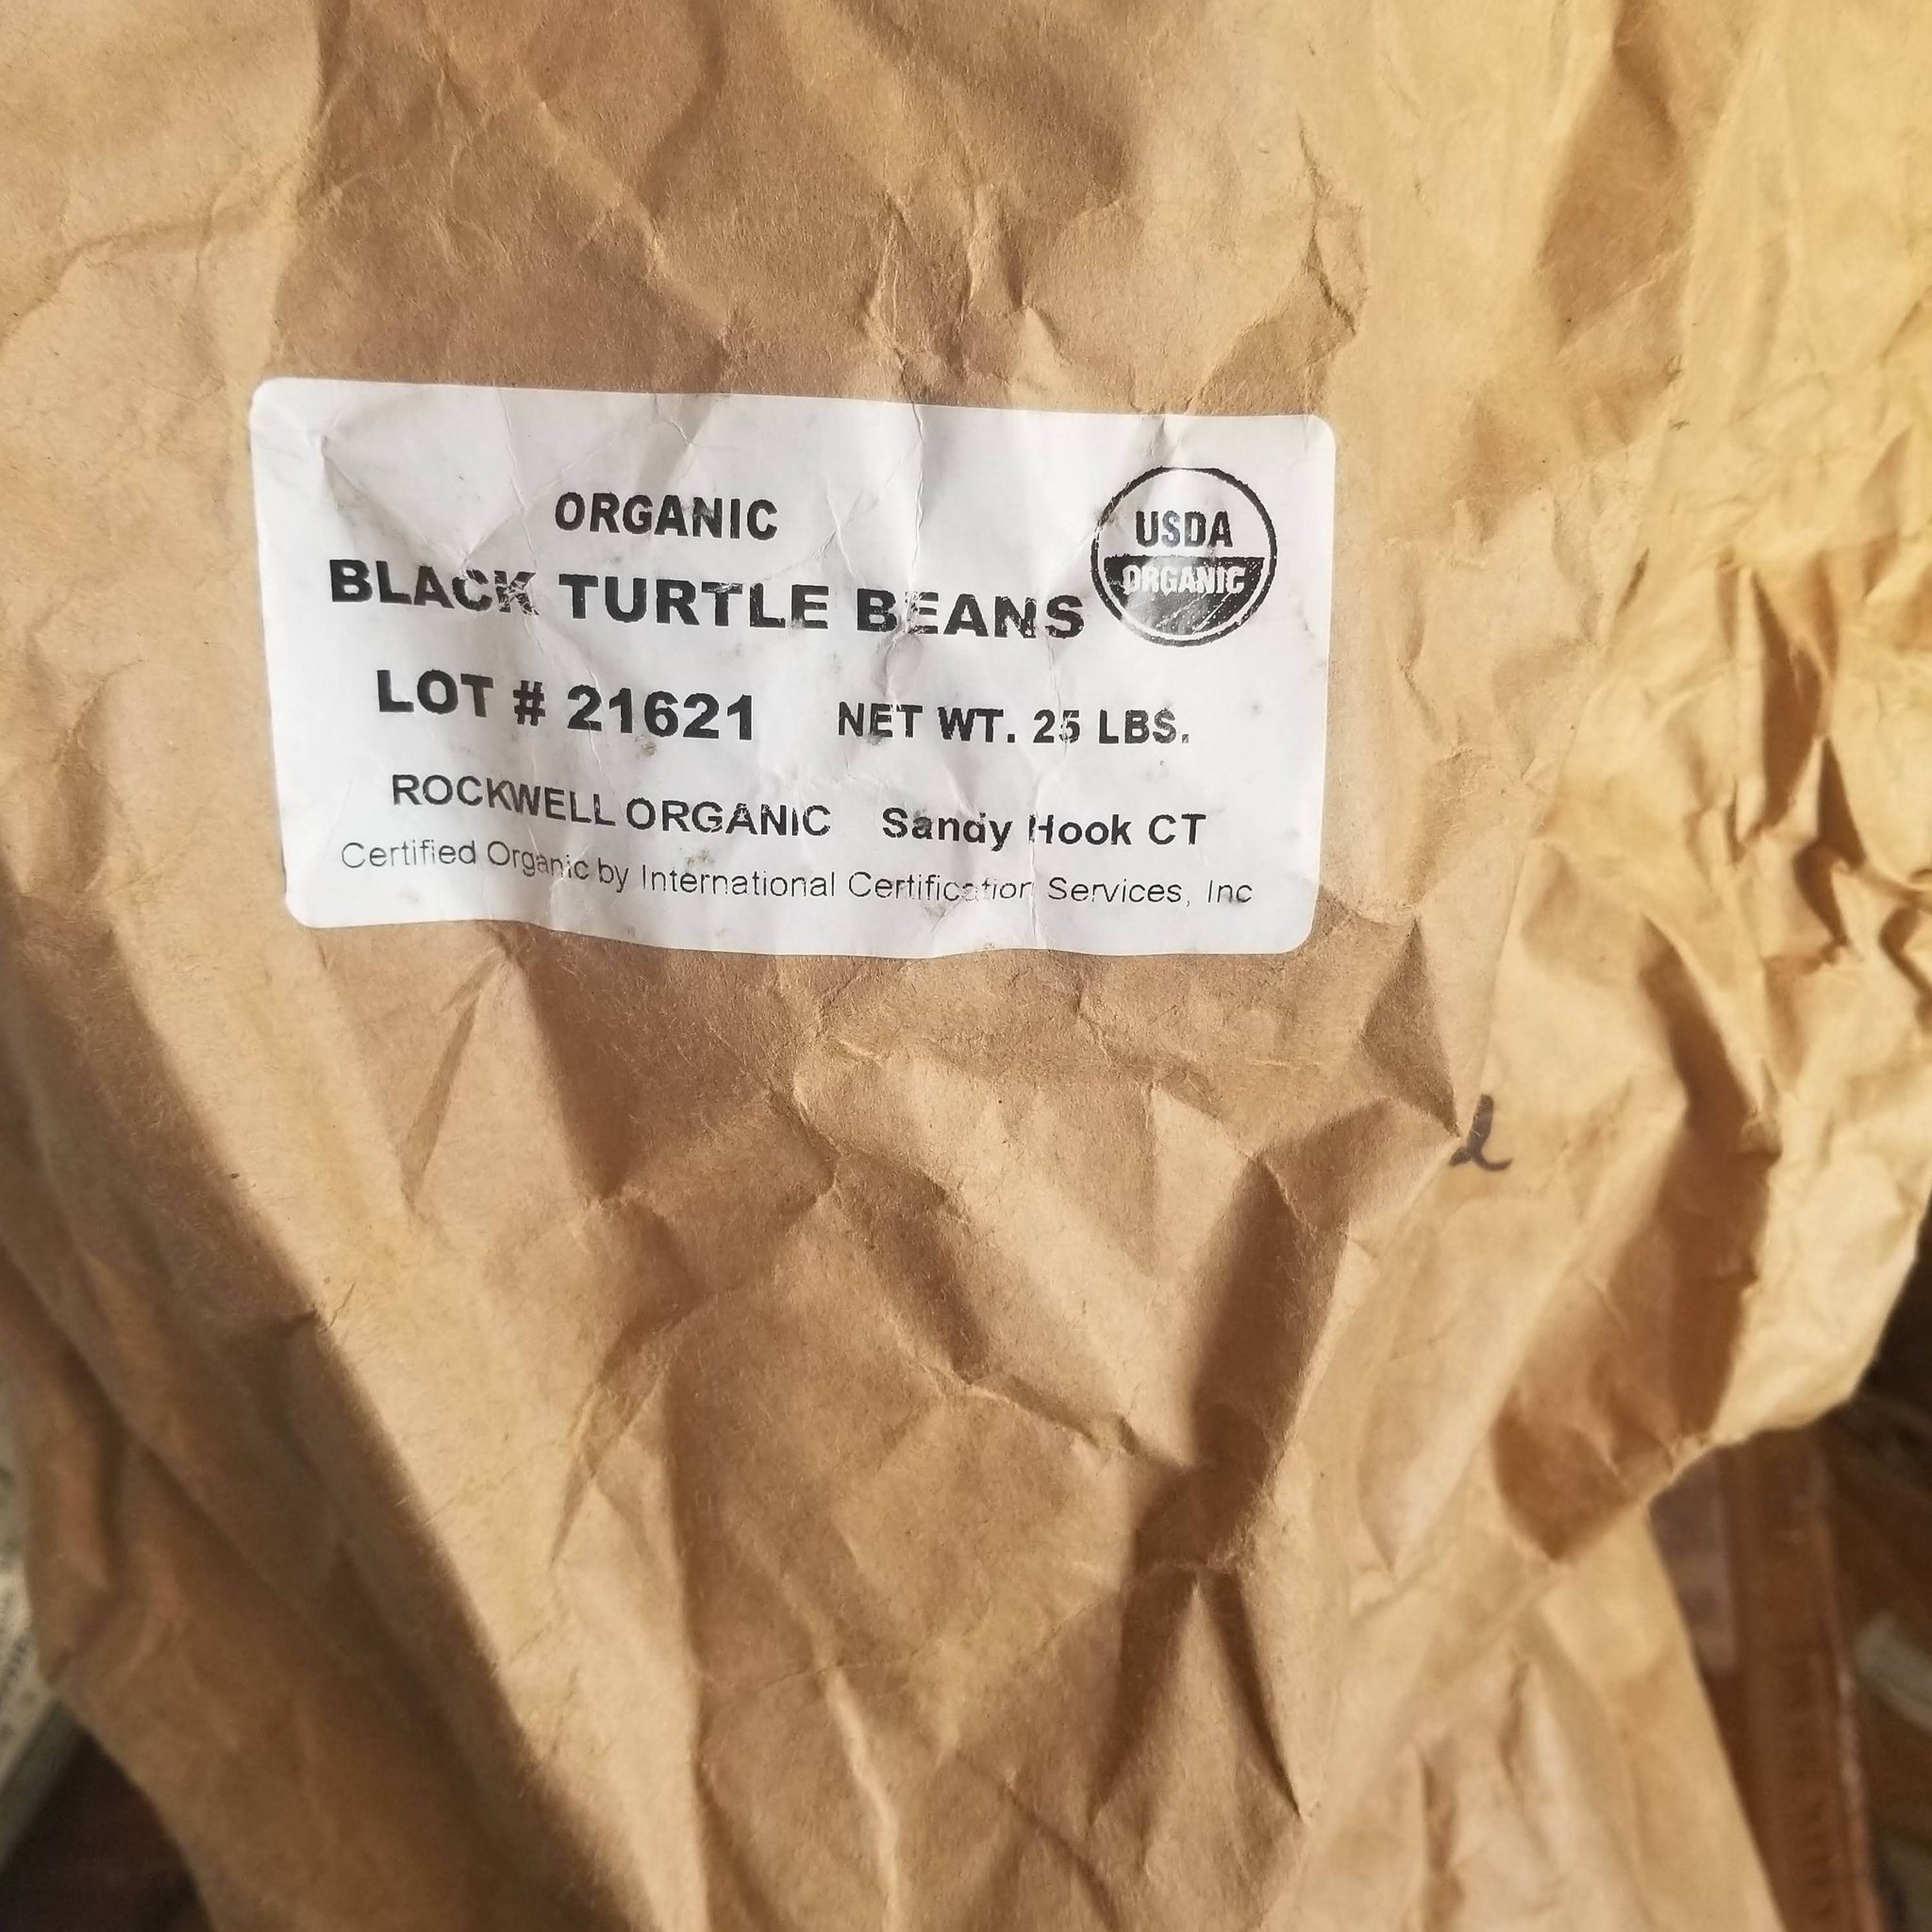 ORGANIC
USDA
ORGANIC
BLACK TURTLE BEANS
LOT # 21621 NET WT. 25 LBS.
ROCKWELL ORGANIC Sandy Hook CT
Certified Organic by International Certification Services, Inc